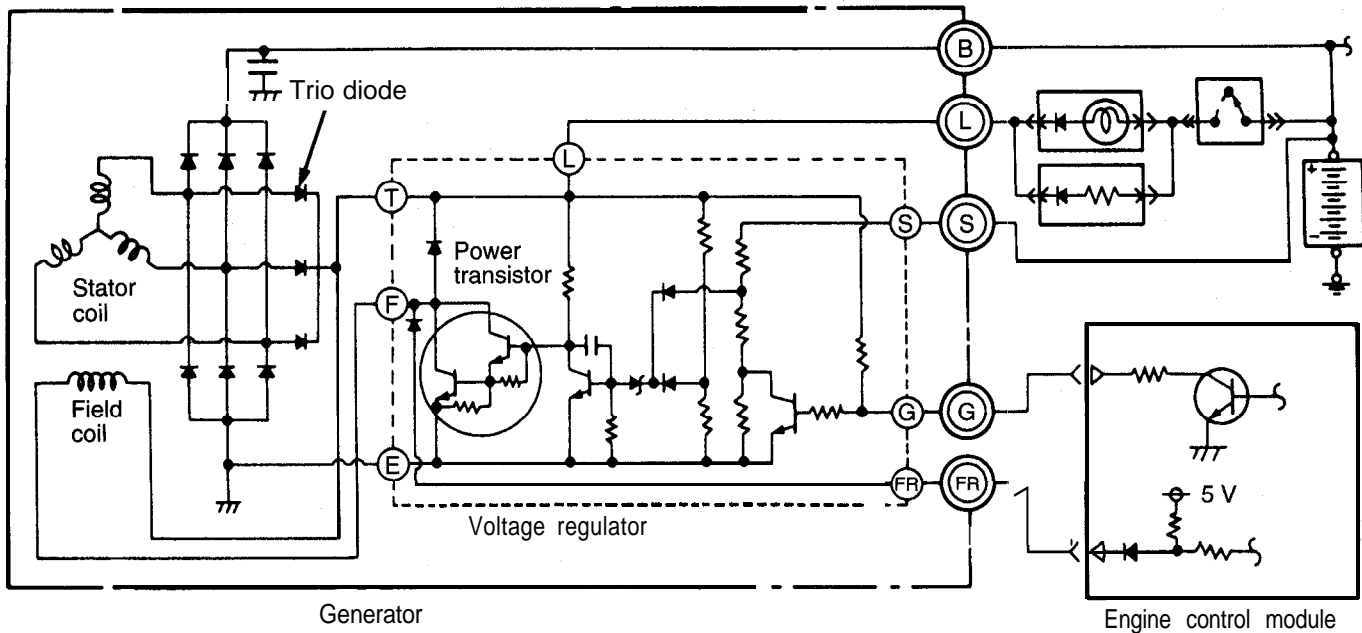 B
Trio diode
L
L
T
S
S
Power
transistor
Stator
coil
F
Field
coil
G
G
E
FR
FR
5 V
Voltage regulator
Generator
Engine control module
+
-